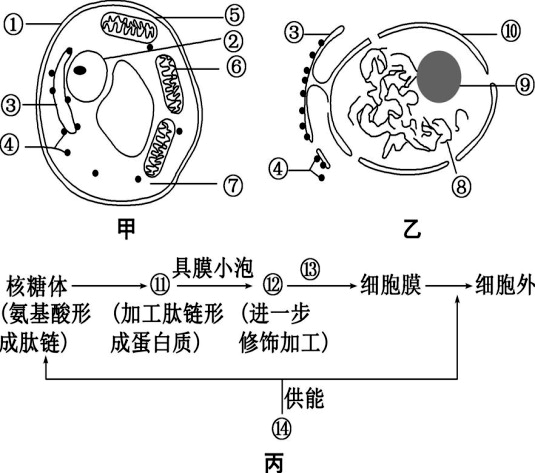 ① ⑤
②
⑥
③
④
⑦
甲
③ ⑩
⑨
④
⑧
乙
具膜小泡 ⑬
核糖体 ⑪ ⑫ 细胞膜 细胞外
(氨基酸形 (加工肽链形 (进一步
成肽链) 成蛋白质) 修饰加工)
供能
⑭
丙